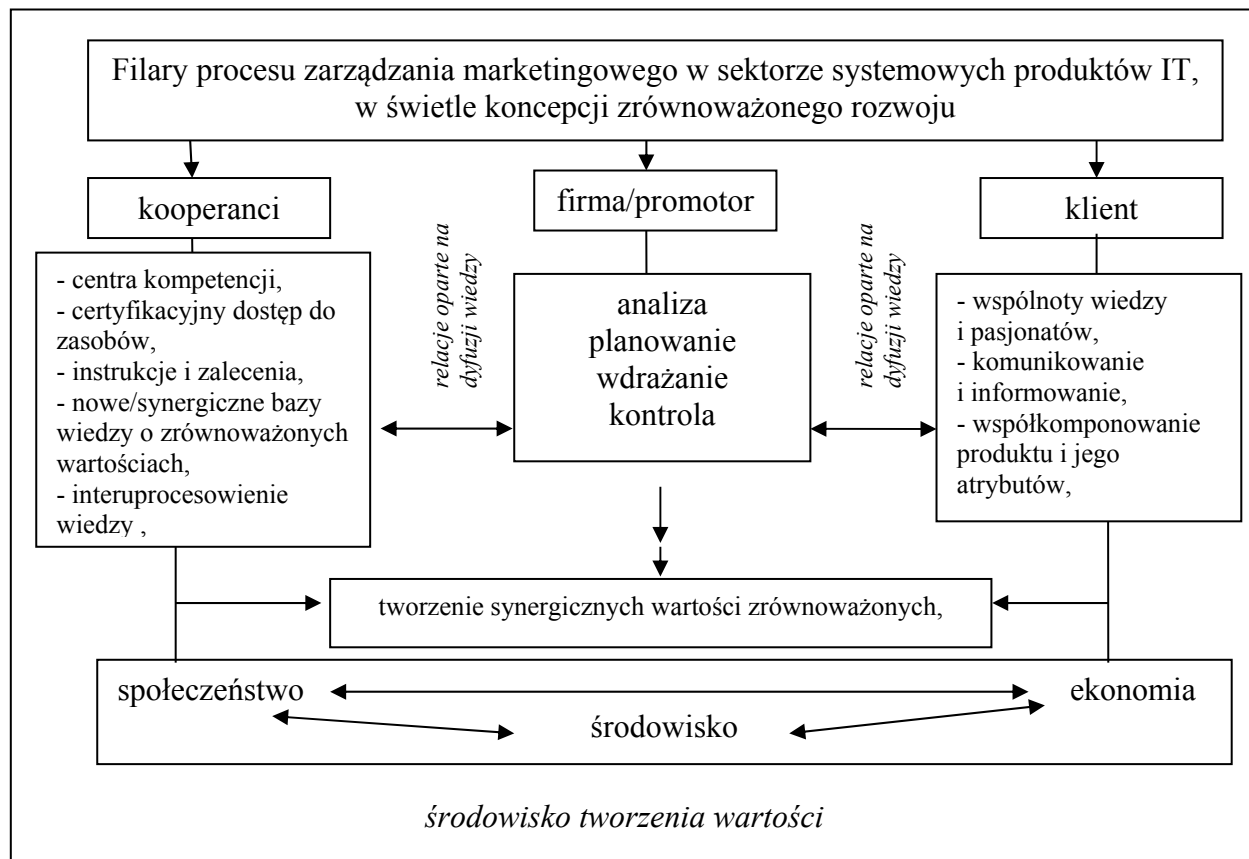 Filary procesu zarządzania marketingowego w sektorze systemowych produktów IT,
w świetle koncepcji zrównoważonego rozwoju
kooperanci
firma/promotor
klient
- centra kompetencji,
- certyfikacyjny dostęp do
zasobów,
- instrukcje i zalecenia,
- nowe/synergiczne bazy
wiedzy o zrównoważonych
wartościach,
- interuprocesowienie
wiedzy ,
relacje oparte na
dyfuzji wiedzy
analiza
planowanie
wdrażanie
kontrola
relacje oparte na
dyfuzji wiedzy
- wspólnoty wiedzy
i pasjonatów,
- komunikowanie
i informowanie,
- współkomponowanie
produktu i jego
atrybutów,
tworzenie synergicznych wartości zrównoważonych,
społeczeństwo
ekonomia
środowisko
środowisko tworzenia wartości